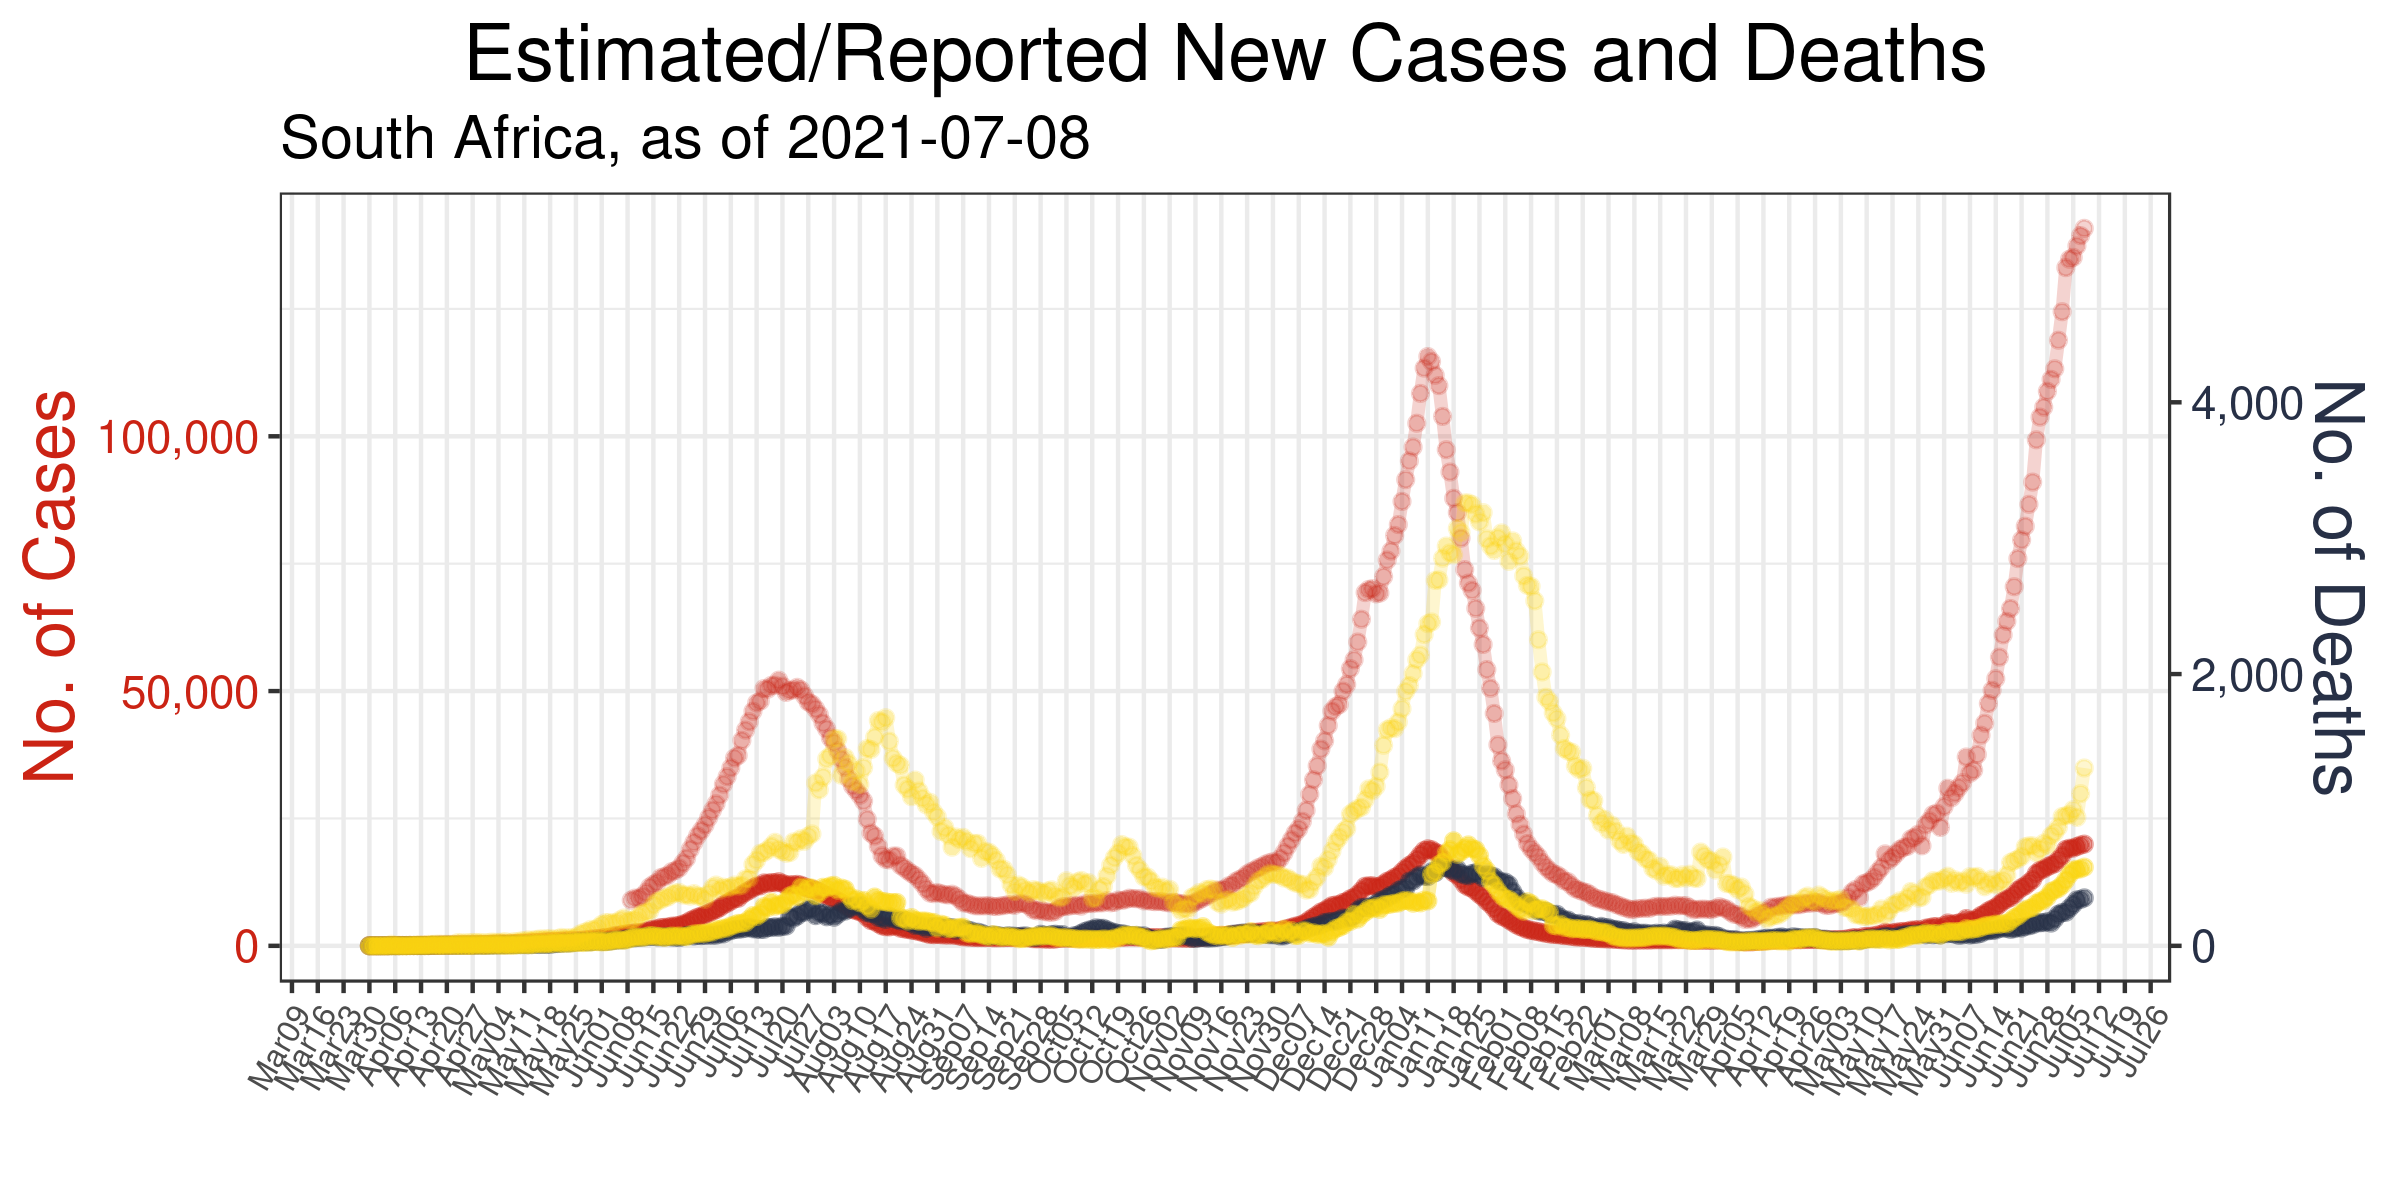 Estimated/Reported New Cases and Deaths
South Africa, as of 2021-07-08
No. of Cases
100,000
50,000
0
4,000
2,000
0
No. of Deaths
Mar09
Mar16
Mar23
Mar30
Apr06
Apr13
Apr20
Apr27
May04
May11
May18
May25
Jun01
Jun08
Jun15
Jun22
Jun29
Jul06
Jul13
Jul20
Jul27
Aug03
Aug10
Aug17
Aug24
Aug31
Sep07
Sep14
Sep21
Sep28
Oct05
Oct12
Oct19
Oct26
Nov02
Nov09
Nov16
Nov23
Nov30
Dec07
Dec14
Dec21
Dec28
Jan04
Jan11
Jan18
Jan25
Feb01
Feb08
Feb15
Feb22
Mar01
Mar08
Mar15
Mar22
Mar29
Apr05
Apr12
Apr19
Apr26
May03
May10
May17
May24
May31
Jun07
Jun14
Jun21
Jun28
Jul05
Jul12
Jul19
Jul26